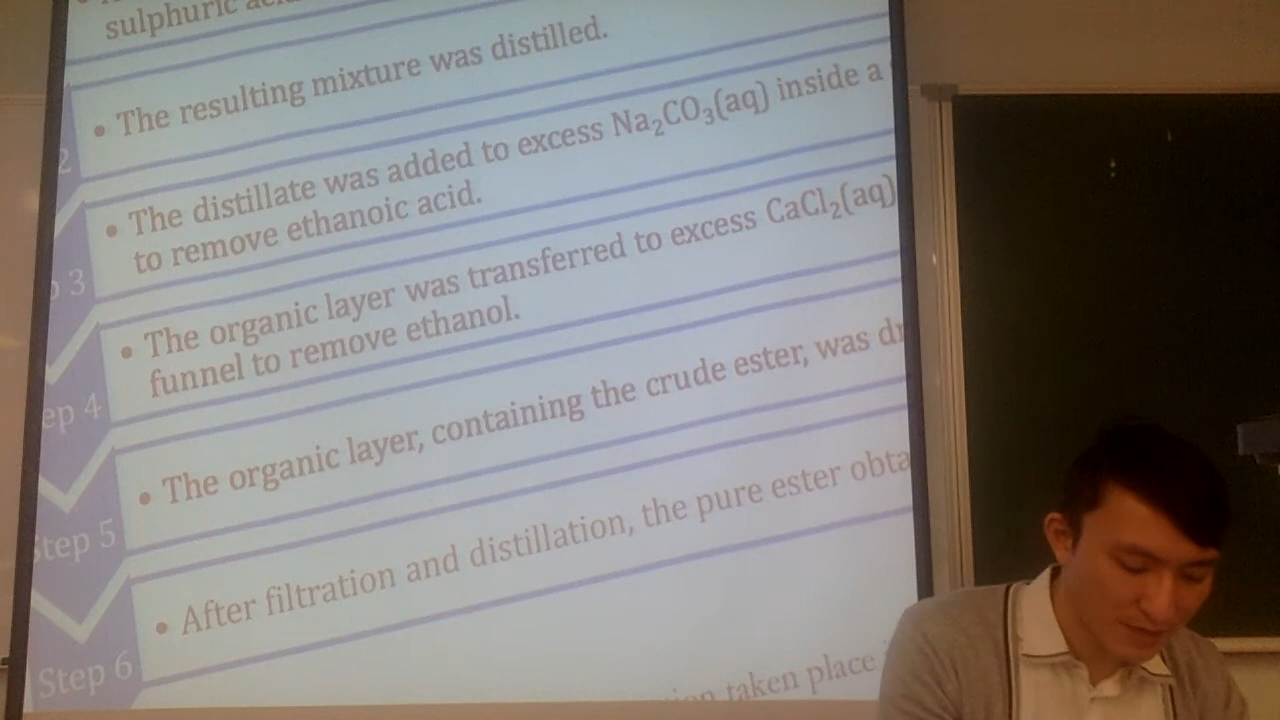 sulphuric
The resulting mixture was distilled.
2
• The distillate was added to excess Na₂CO₃(aq) inside a
to remove ethanoic acid.
3
• The organic layer was transferred to excess CaCl₂(aq)
funnel to remove ethanol.
ep 4
• The organic layer, containing the crude ester, was
Step 5
• After filtration and distillation, the pure ester
Step 6
taken place